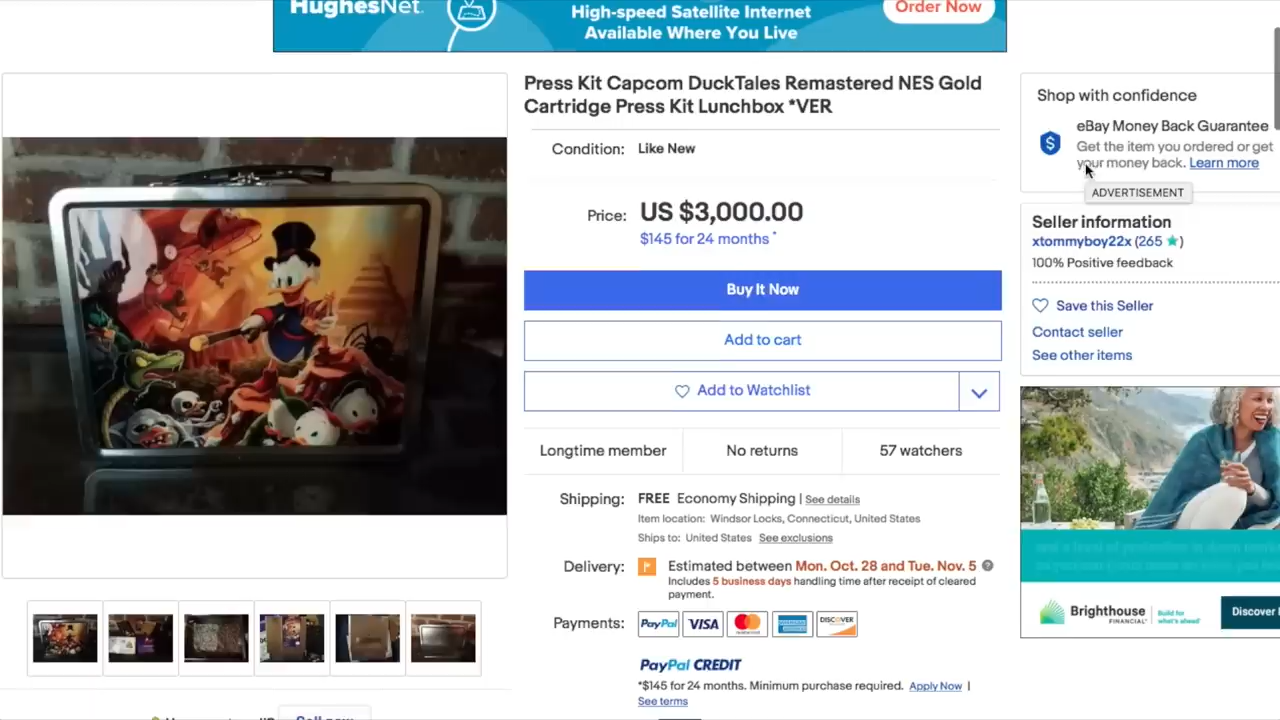 HughesNet.
High-speed Satellite Internet
Available Where You Live
Order Now
Press Kit Capcom DuckTales Remastered NES Gold
Cartridge Press Kit Lunchbox *VER
Condition: Like New
Price: US $3,000.00
$145 for 24 months *
Buy It Now
Add to cart
Add to Watchlist
Longtime member
No returns
57 watchers
Shipping: FREE Economy Shipping | See details
Item location: Windsor Locks, Connecticut, United States
Ships to: United States See exclusions
Delivery: Estimated between Mon. Oct. 28 and Tue. Nov. 5
Includes 5 business days handling time after receipt of cleared
payment.
Payments: PayPal VISA mastercard AMERICAN EXPRESS DISCOVER
PayPal CREDIT
*$145 for 24 months. Minimum purchase required. Apply Now |
See terms
Shop with confidence
eBay Money Back Guarantee
Get the item you ordered or get
your money back. Learn more
ADVERTISEMENT
Seller information
xtommyboy22x (265 )
100% Positive feedback
Save this Seller
Contact seller
See other items
Brighthouse
FINANCIAL
Build for
what's ahead
Discover